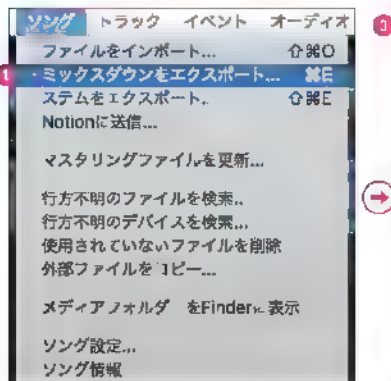 ソング トラック イベント オーディオ
ファイルをインポート... ⇧⌘O
ミックスダウンをエクスポート... ⌘E
ステムをエクスポート.. ⇧⌘E
Notionに送信...
マスタリングファイルを更新...
行方不明のファイルを検索..
行方不明のデバイスを検索...
使用されていないファイルを削除
外部ファイルをコピー...
メディアフォルダーをFinderに表示
ソング設定...
ソング情報